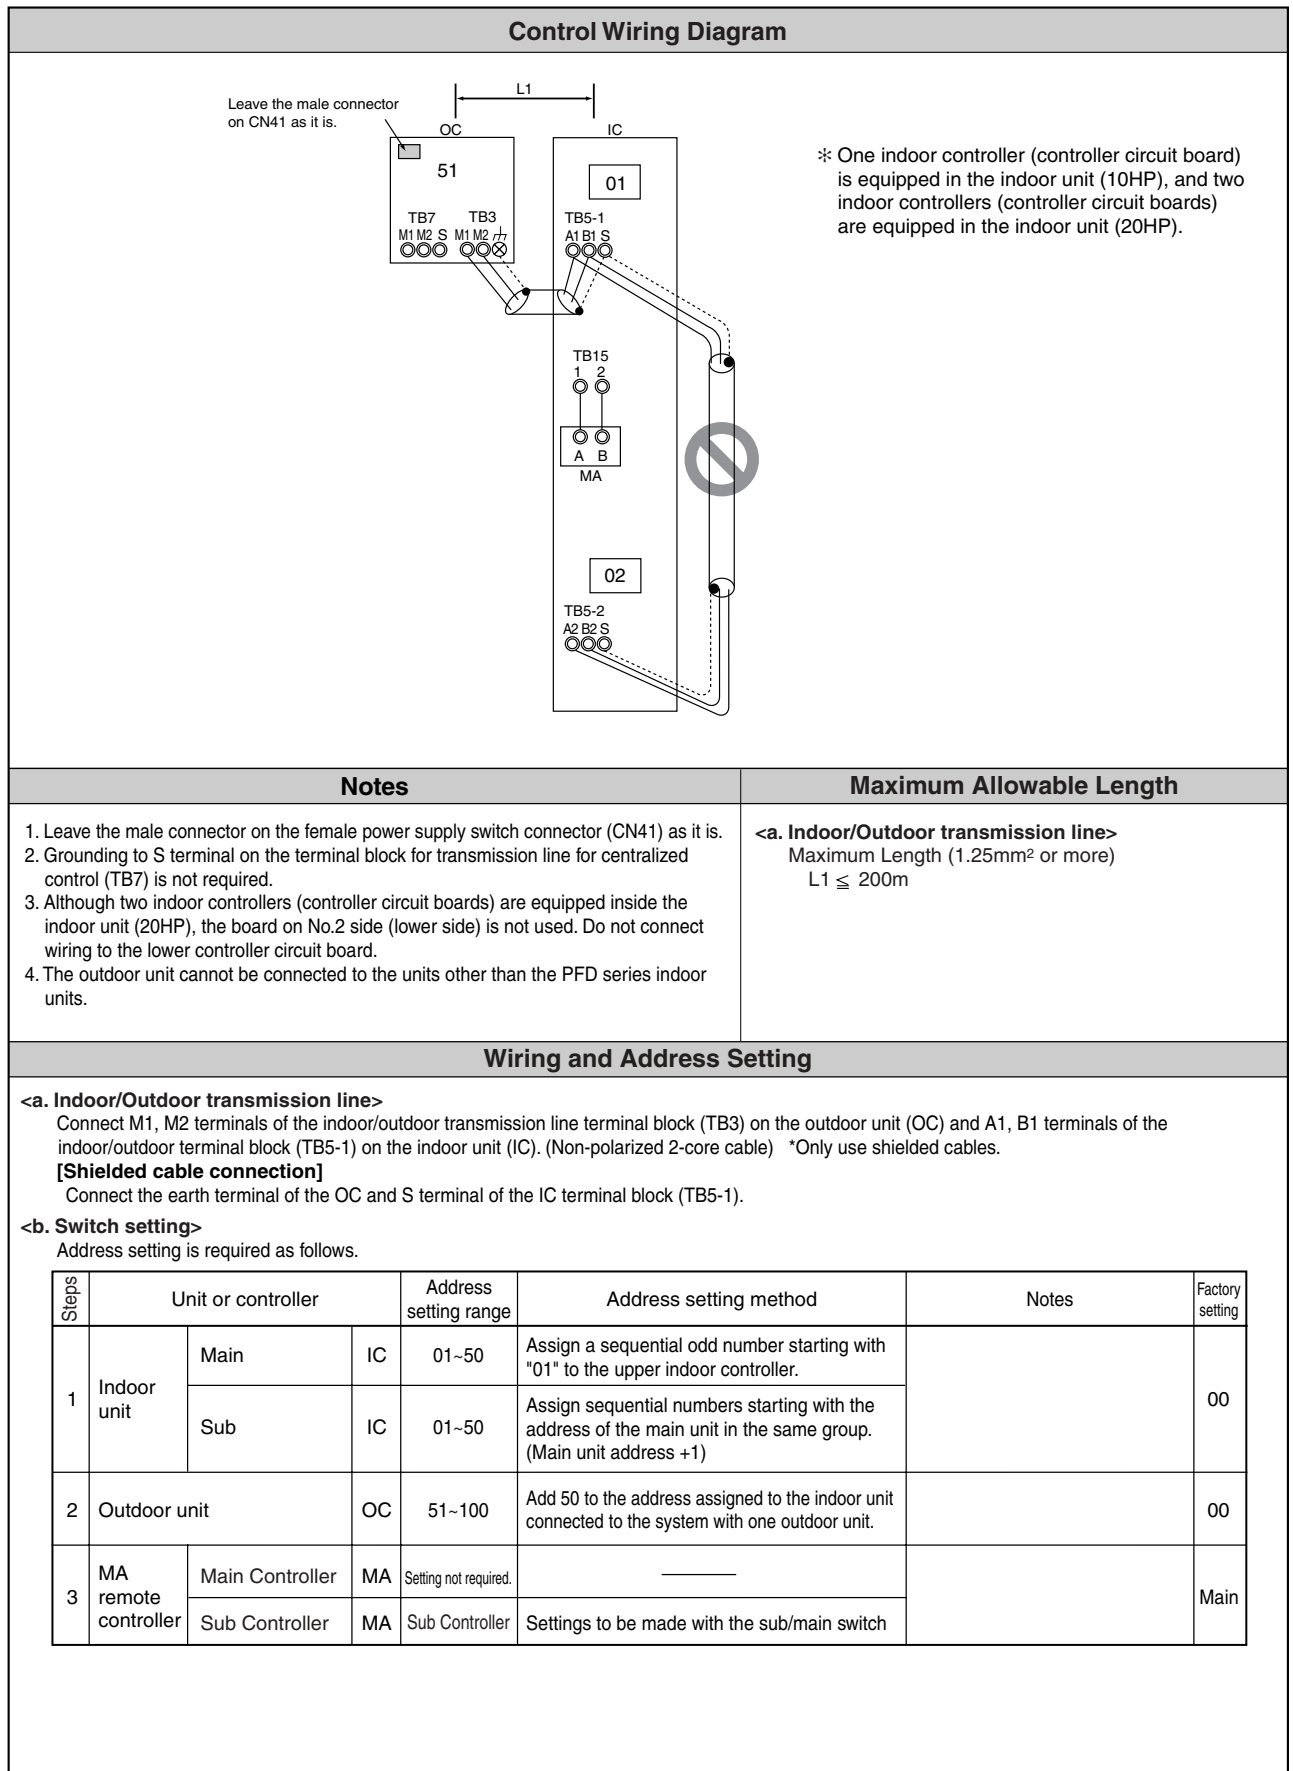 Control Wiring Diagram
Leave the male connector
on CN41 as it is.
L1
OC
IC
51
01
TB7
TB3
TB5-1
M1 M2 S
M1 M2
A1 B1 S
TB15
1 2
A B
MA
02
TB5-2
A2 B2 S
✻ One indoor controller (controller circuit board)
is equipped in the indoor unit (10HP), and two
indoor controllers (controller circuit boards)
are equipped in the indoor unit (20HP).
Notes
1. Leave the male connector on the female power supply switch connector (CN41) as it is.
2. Grounding to S terminal on the terminal block for transmission line for centralized
control (TB7) is not required.
3. Although two indoor controllers (controller circuit boards) are equipped inside the
indoor unit (20HP), the board on No.2 side (lower side) is not used. Do not connect
wiring to the lower controller circuit board.
4. The outdoor unit cannot be connected to the units other than the PFD series indoor
units.
Maximum Allowable Length
<a. Indoor/Outdoor transmission line>
Maximum Length (1.25mm² or more)
L1 ≦ 200m
Wiring and Address Setting
<a. Indoor/Outdoor transmission line>
Connect M1, M2 terminals of the indoor/outdoor transmission line terminal block (TB3) on the outdoor unit (OC) and A1, B1 terminals of the
indoor/outdoor terminal block (TB5-1) on the indoor unit (IC). (Non-polarized 2-core cable) *Only use shielded cables.
[Shielded cable connection]
Connect the earth terminal of the OC and S terminal of the IC terminal block (TB5-1).
<b. Switch setting>
Address setting is required as follows.
Steps
Unit or controller
Address
setting range
Address setting method
Notes
Factory
setting
1
Indoor
unit
Main
IC
01~50
Assign a sequential odd number starting with
"01" to the upper indoor controller.
00
Sub
IC
01~50
Assign sequential numbers starting with the
address of the main unit in the same group.
(Main unit address +1)
2
Outdoor unit
OC
51~100
Add 50 to the address assigned to the indoor unit
connected to the system with one outdoor unit.
00
3
MA
remote
controller
Main Controller
MA
Setting not required.
Main
Sub Controller
MA
Sub Controller
Settings to be made with the sub/main switch